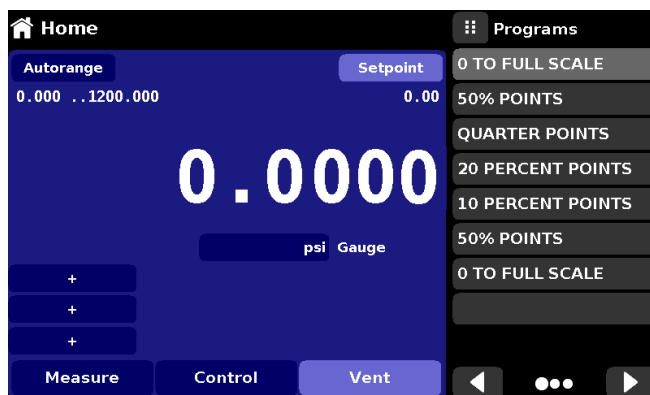 Home
Autorange Setpoint
0.000 ..1200.000 0.00
0.0000
psi Gauge
+
+
+
Measure Control Vent
Programs
0 TO FULL SCALE
50% POINTS
QUARTER POINTS
20 PERCENT POINTS
10 PERCENT POINTS
50% POINTS
0 TO FULL SCALE